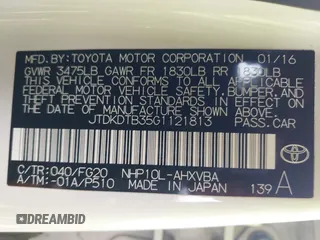 MFD.BY: TOYOTA MOTOR CORPORATION 01/16
GVWR 3475LB GAWR FR 1830LB RR 1830LB
THIS VEHICLE CONFORMS TO ALL APPLICABLE
FEDERAL MOTOR VEHICLE SAFETY, BUMPER, AND
THEFT PREVENTION STANDARDS IN EFFECT ON
THE DATE OF MANUFACTURE SHOWN ABOVE.
JTDKDTB35G1121813
C/TR: 040/FG20 NHP10L-AHXVBA
A/TM: -01A/P510 MADE IN JAPAN 139 A
TOYOTA
DREAMBID.COM